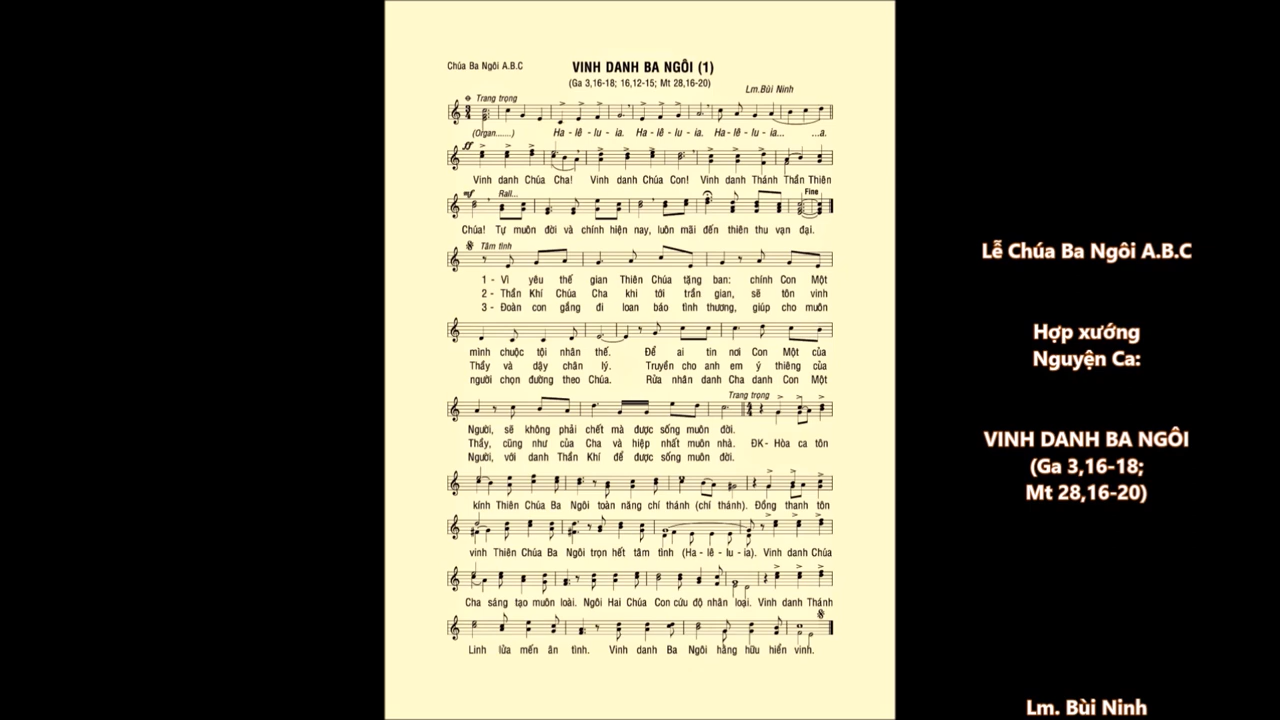 Chúa Ba Ngôi A.B.C
VINH DANH BA NGÔI (1)
(Ga 3,16-18; 16,12-15; Mt 28,16-20)
Lm.Bùi Ninh
Trang trọng
(Organ.......) Ha - lê - lu - ia. Ha - lê - lu - ia. Ha - lê - lu - ia... ...a.
ff
Vinh danh Chúa Cha! Vinh danh Chúa Con! Vinh danh Thánh Thần Thiên
mf Rall... Fine
Chúa! Tự muôn đời và chính hiện nay, luôn mãi đến thiên thu vạn đại.
Tâm tình
1 - Vì yêu thế gian Thiên Chúa tặng ban: chính Con Một
2 - Thần Khí Chúa Cha khi tới trần gian, sẽ tôn vinh
3 - Đoàn con gắng đi loan báo tình thương, giúp cho muôn
mình chuộc tội nhân thế. Để ai tin nơi Con Một của
Thầy và dậy chân lý. Truyền cho anh em ý thiêng của
người chọn đường theo Chúa. Rửa nhân danh Cha danh Con Một
Trang trọng
Người, sẽ không phải chết mà được sống muôn đời.
Thầy, cũng như của Cha và hiệp nhất muôn nhà. ĐK- Hòa ca tôn
Người, với danh Thần Khí để được sống muôn đời.
kính Thiên Chúa Ba Ngôi toàn năng chí thánh (chí thánh). Đồng thanh tôn
vinh Thiên Chúa Ba Ngôi trọn hết tâm tình (Ha - lê - lu - ia). Vinh danh Chúa
Cha sáng tạo muôn loài. Ngôi Hai Chúa Con cứu độ nhân loại. Vinh danh Thánh
Linh lửa mến ân tình. Vinh danh Ba Ngôi hằng hữu hiển vinh.
Lễ Chúa Ba Ngôi A.B.C
Hợp xướng
Nguyện Ca:
VINH DANH BA NGÔI
(Ga 3,16-18;
Mt 28,16-20)
Lm. Bùi Ninh